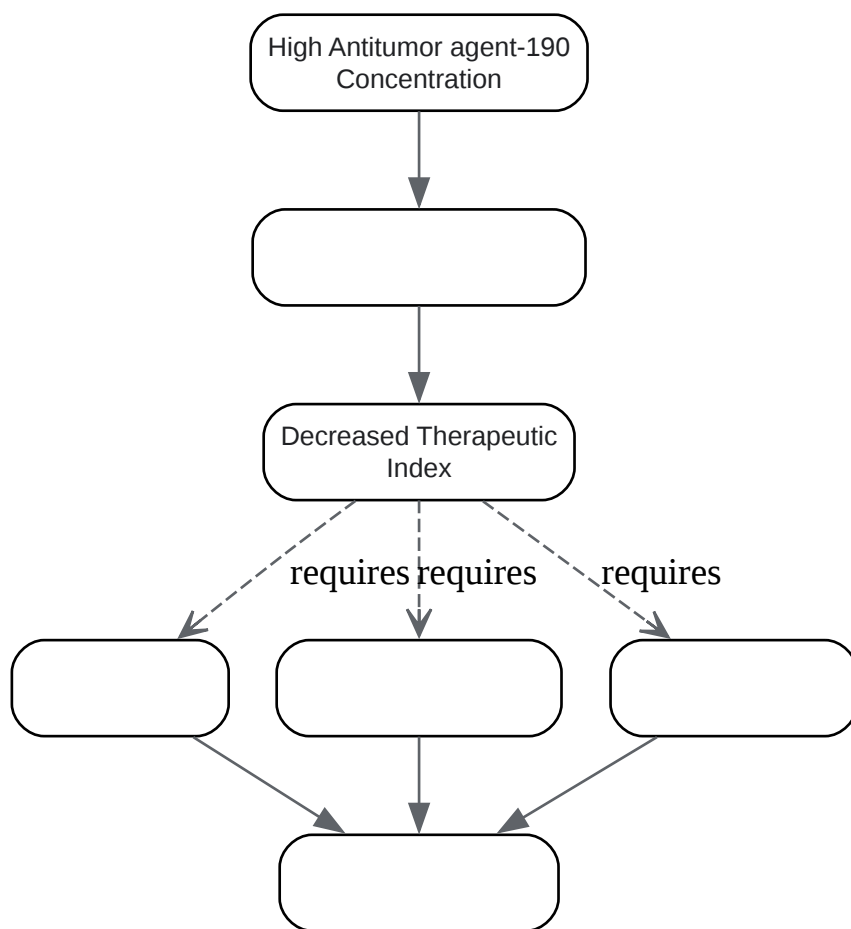 High Antitumor agent-190
Concentration
Decreased Therapeutic
Index
requires requires requires